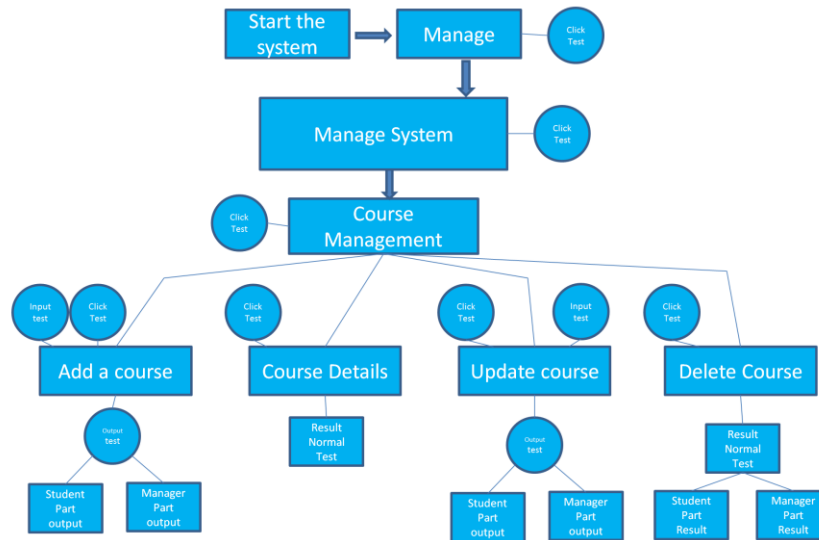 Start the
system
Manage
Click
Test
Manage System
Click
Test
Click
Test
Course
Management
Input
test
Click
Test
Click
Test
Click
Test
Input
test
Click
Test
Add a course
Course Details
Update course
Delete Course
Output
test
Result
Normal
Test
Output
test
Result
Normal
Test
Student
Part
output
Manager
Part
output
Student
Part
output
Manager
Part
output
Student
Part
Result
Manager
Part
Result